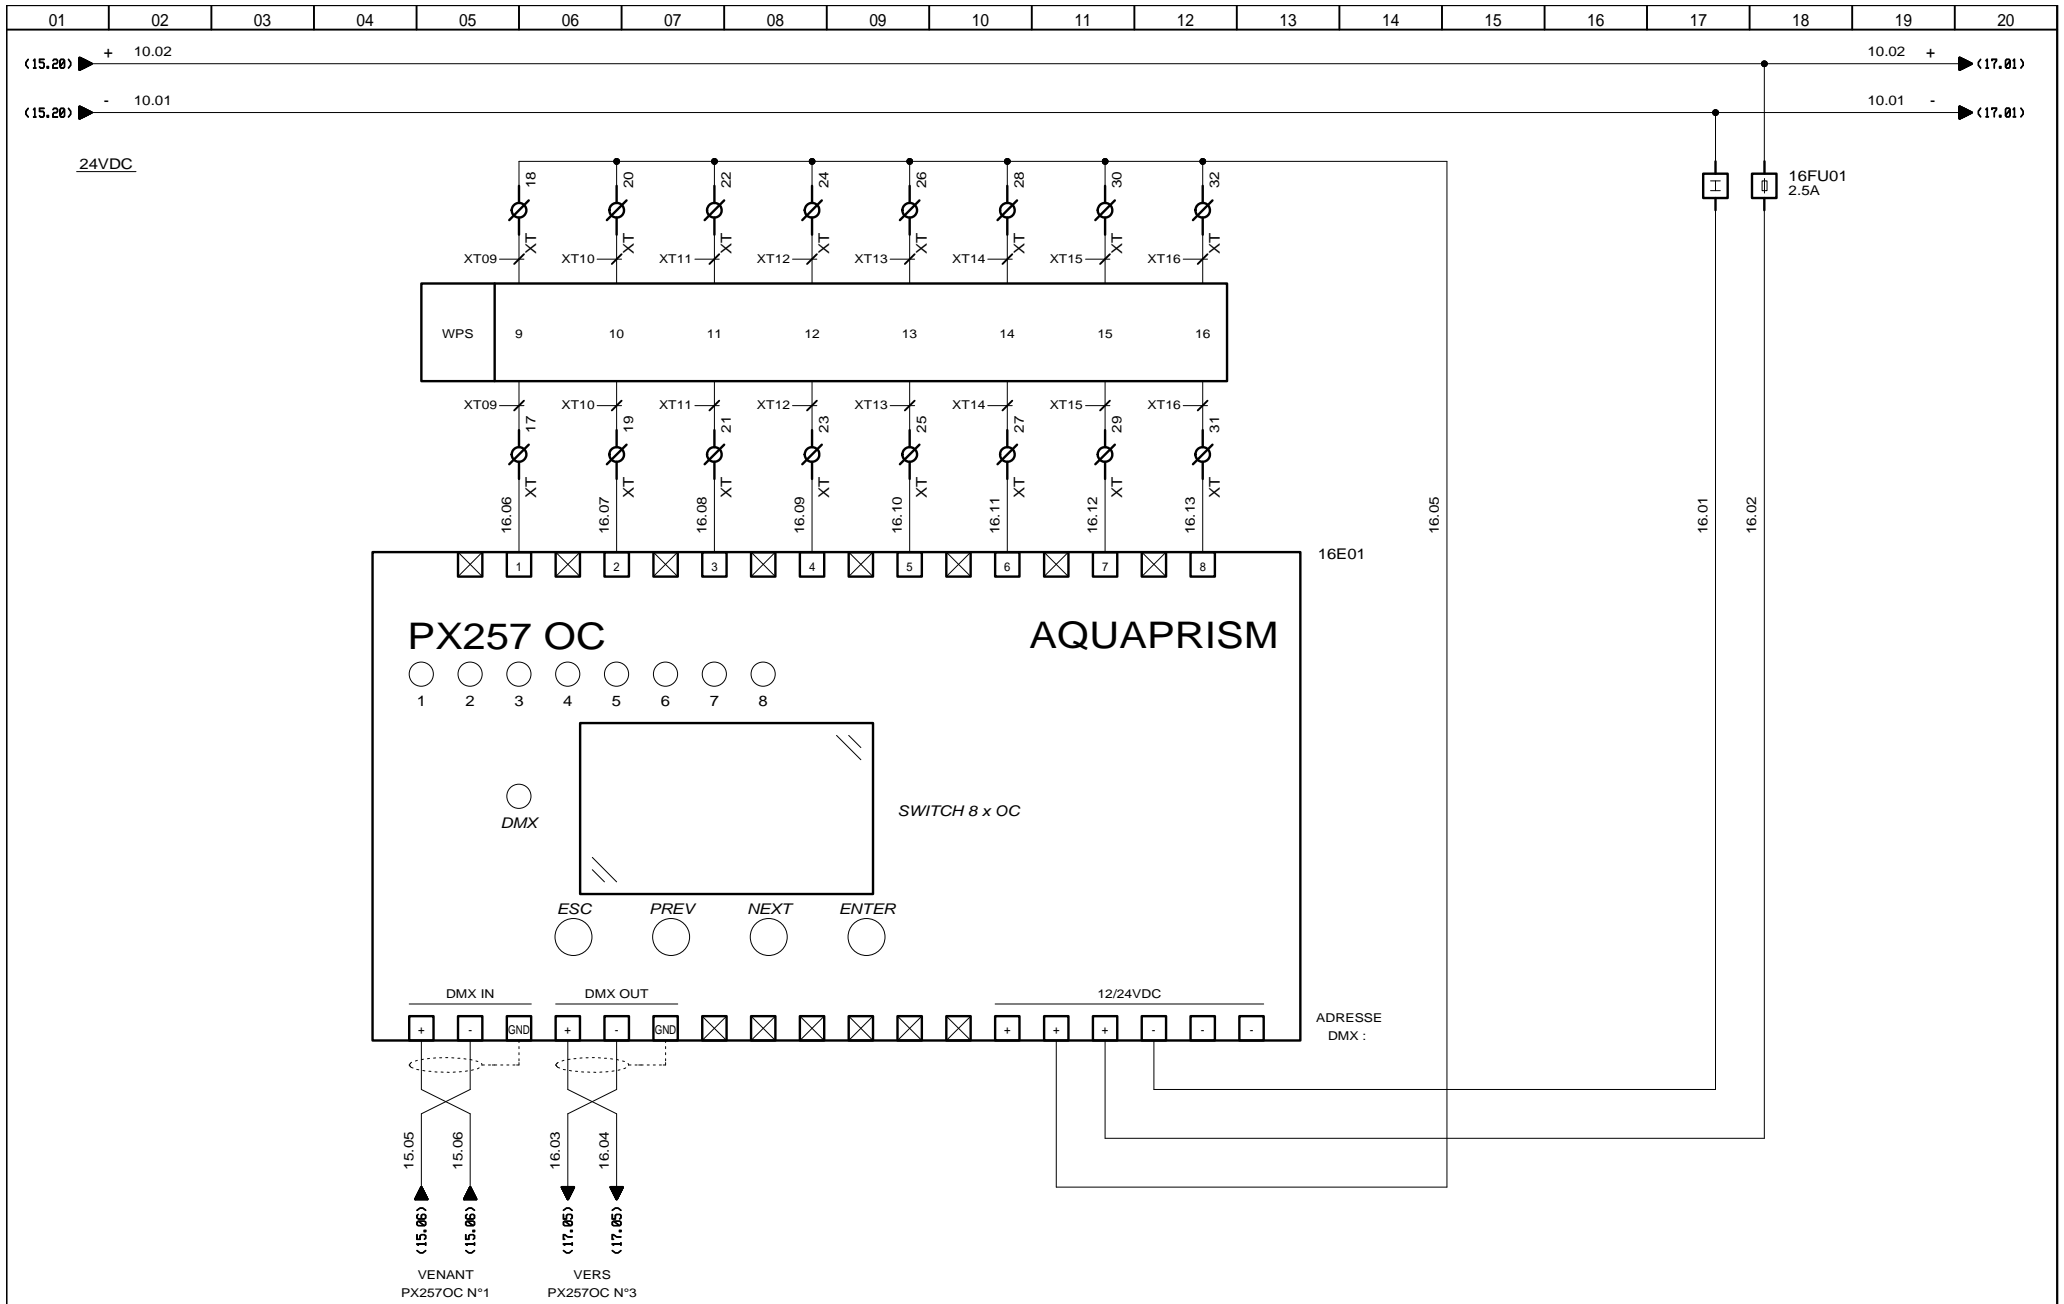 01 02 03 04 05 06 07 08 09 10 11 12 13 14 15 16 17 18 19 20
(15.20) + 10.02 10.02 + (17.01)
(15.20) - 10.01 10.01 - (17.01)
24VDC
18 20 22 24 26 28 30 32
16FU01
2.5A
XT XT XT XT XT XT XT XT
XT09 XT10 XT11 XT12 XT13 XT14 XT15 XT16
WPS 9 10 11 12 13 14 15 16
XT09 XT10 XT11 XT12 XT13 XT14 XT15 XT16
17 19 21 23 25 27 29 31
XT XT XT XT XT XT XT XT
16.06 16.07 16.08 16.09 16.10 16.11 16.12 16.13 16.05 16.01 16.02
16E01
1 2 3 4 5 6 7 8
PX257 OC AQUAPRISM
1 2 3 4 5 6 7 8
SWITCH 8 x OC
DMX
ESC PREV NEXT ENTER
DMX IN DMX OUT 12/24VDC
+ - GND + - GND + + + - - -
ADRESSE
DMX :
15.05 15.06 16.03 16.04
(15.06) (15.06) (17.05) (17.05)
VENANT VERS
PX257OC N°1 PX257OC N°3